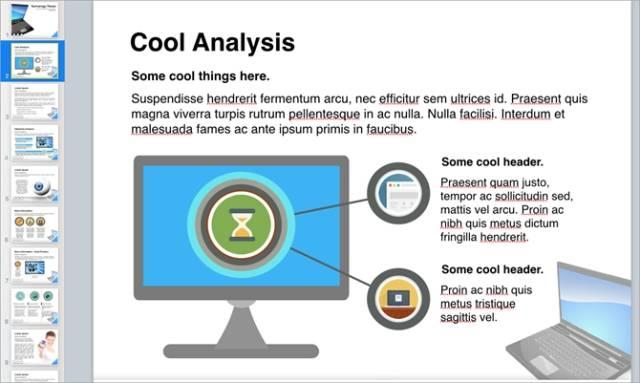 Cool Analysis
Some cool things here.
Suspendisse hendrerit fermentum arcu, nec efficitur sem ultrices id. Praesent quis
magna viverra turpis rutrum pellentesque in ac nulla. Nulla facilisi. Interdum et
malesuada fames ac ante ipsum primis in faucibus.
Some cool header.
Praesent quam justo,
tempor ac sollicitudin sed,
mattis vel arcu. Proin ac
nibh quis metus dictum
fringilla hendrerit.
Some cool header.
Proin ac nibh quis
metus tristique
sagittis vel.